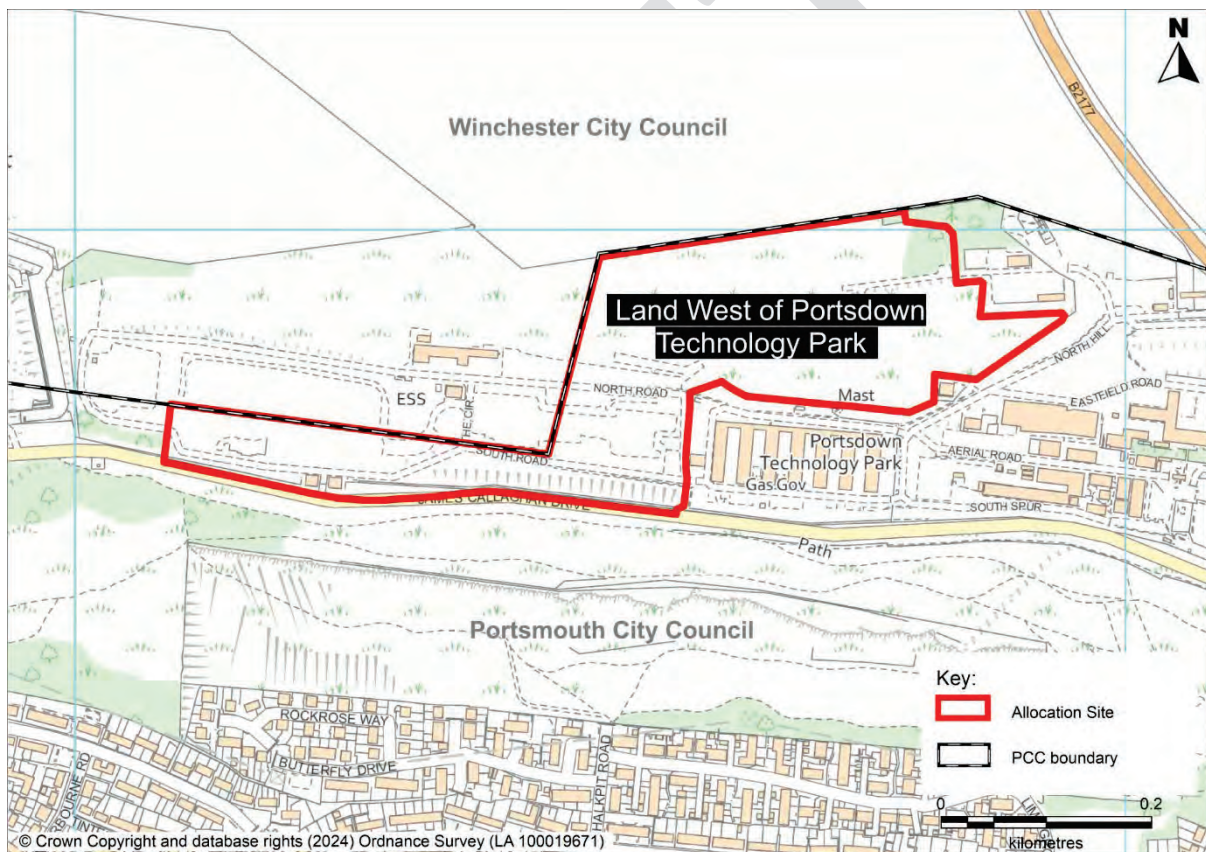 N
B2177
Winchester City Council
Land West of Portsdown
Technology Park
NORTH HILL
NORTH ROAD
Mast
ESS
THE CIR
EASTEFIELD ROAD
Portsdown
Technology Park
AERIAL ROAD
SOUTH ROAD
Gas Gov
SOUTH SPUR
JAMES CALLAGHAN DRIVE
Path
Portsmouth City Council
Key:
Allocation Site
PCC boundary
ROCKROSE WAY
BUTTERFLY DRIVE
0 0.2
kilometres
© Crown Copyright and database rights (2024) Ordnance Survey (LA 100019671)